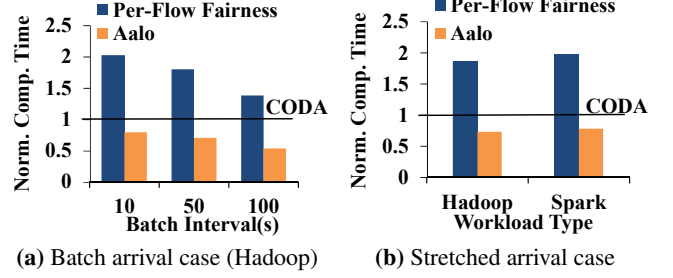 Per-Flow Fairness
Aalo
Norm. Comp. Time
2.5
2
1.5
1
0.5
0
CODA
10 50 100
Batch Interval(s)
(a) Batch arrival case (Hadoop)
Per-Flow Fairness
Aalo
Norm. Comp. Time
2.5
2
1.5
1
0.5
0
CODA
Hadoop Spark
Workload Type
(b) Stretched arrival case